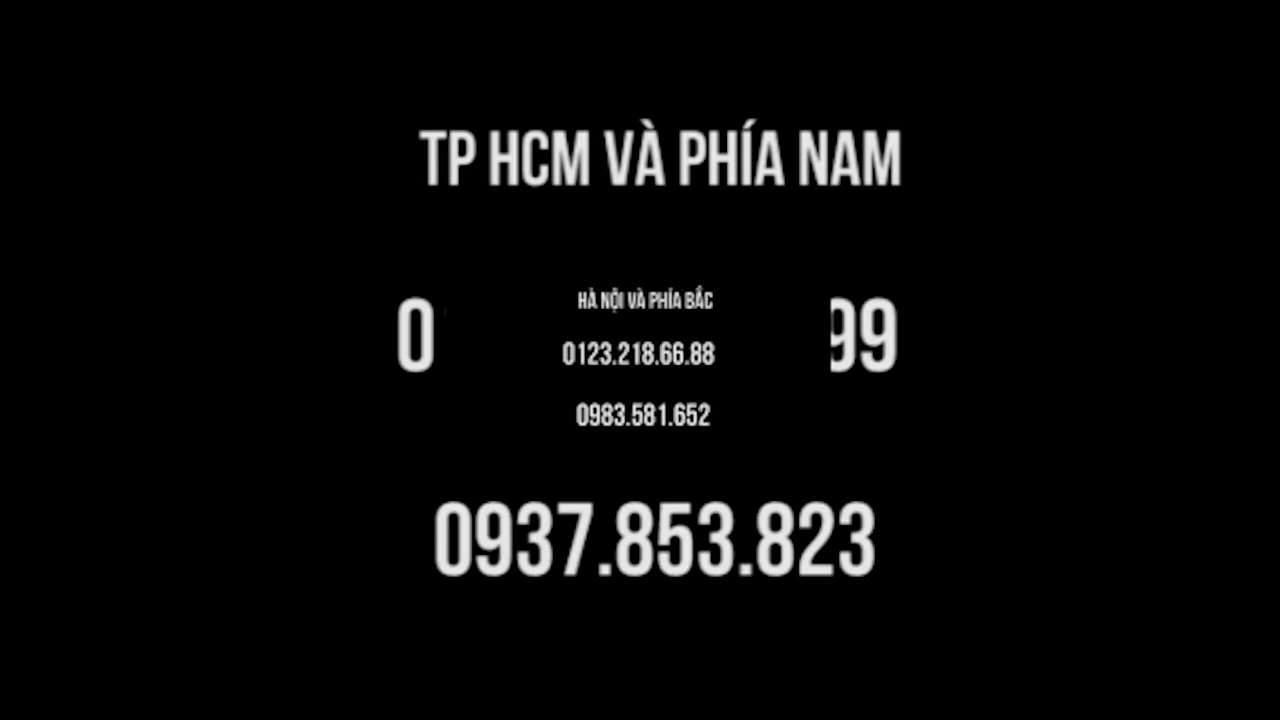 TP HCM VÀ PHÍA NAM
HÀ NỘI VÀ PHÍA BẮC
0123.218.66.88
0983.581.652
0937.853.823